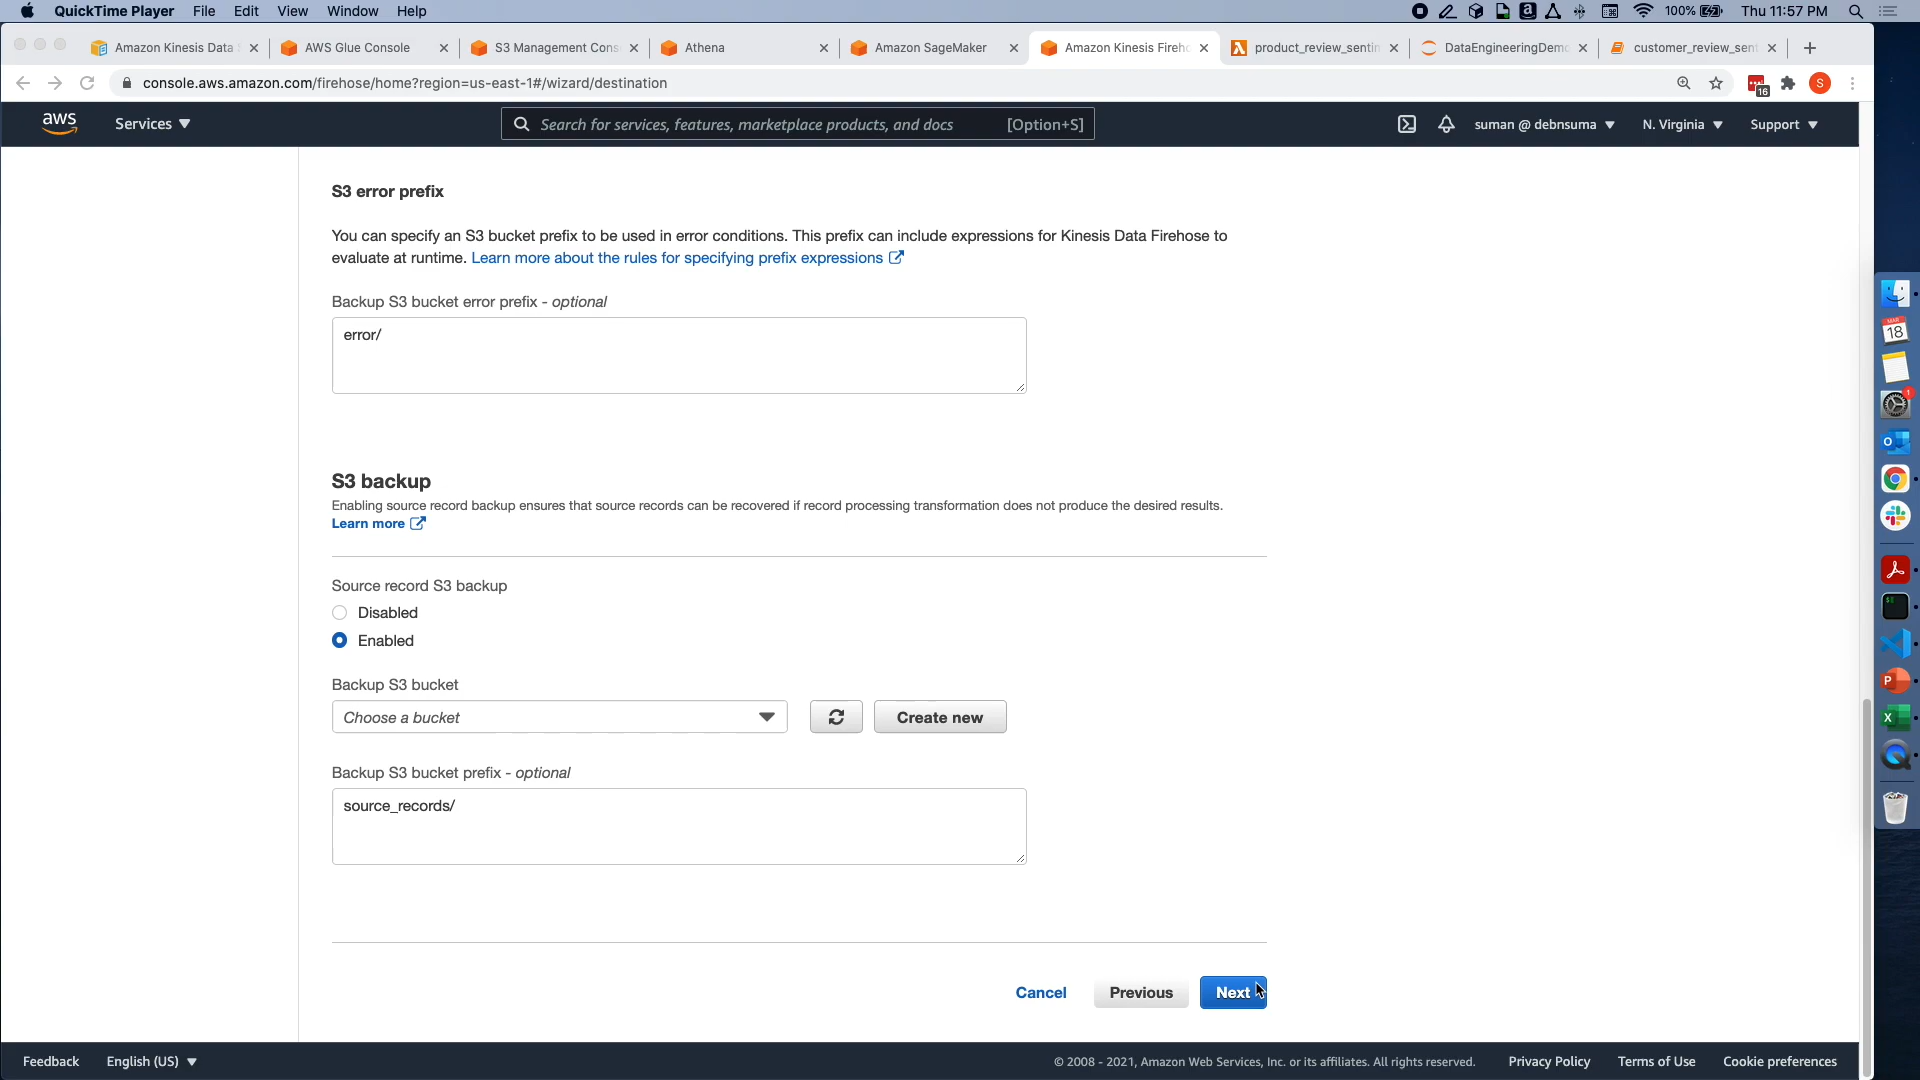 QuickTime Player File Edit View Window Help 100% Thu 11:57 PM
Amazon Kinesis Data AWS Glue Console S3 Management Cons Athena Amazon SageMaker Amazon Kinesis Fireh product_review_sentin DataEngineeringDemo customer_review_sent
console.aws.amazon.com/firehose/home?region=us-east-1#/wizard/destination 16 S
aws Services Search for services, features, marketplace products, and docs [Option+S] suman @ debnsuma N. Virginia Support
S3 error prefix
You can specify an S3 bucket prefix to be used in error conditions. This prefix can include expressions for Kinesis Data Firehose to
evaluate at runtime. Learn more about the rules for specifying prefix expressions
Backup S3 bucket error prefix - optional
error/
S3 backup
Enabling source record backup ensures that source records can be recovered if record processing transformation does not produce the desired results.
Learn more
Source record S3 backup
Disabled
Enabled
Backup S3 bucket
Choose a bucket Create new
Backup S3 bucket prefix - optional
source_records/
Cancel Previous Next
Feedback English (US) © 2008 - 2021, Amazon Web Services, Inc. or its affiliates. All rights reserved. Privacy Policy Terms of Use Cookie preferences
MAR
18
1